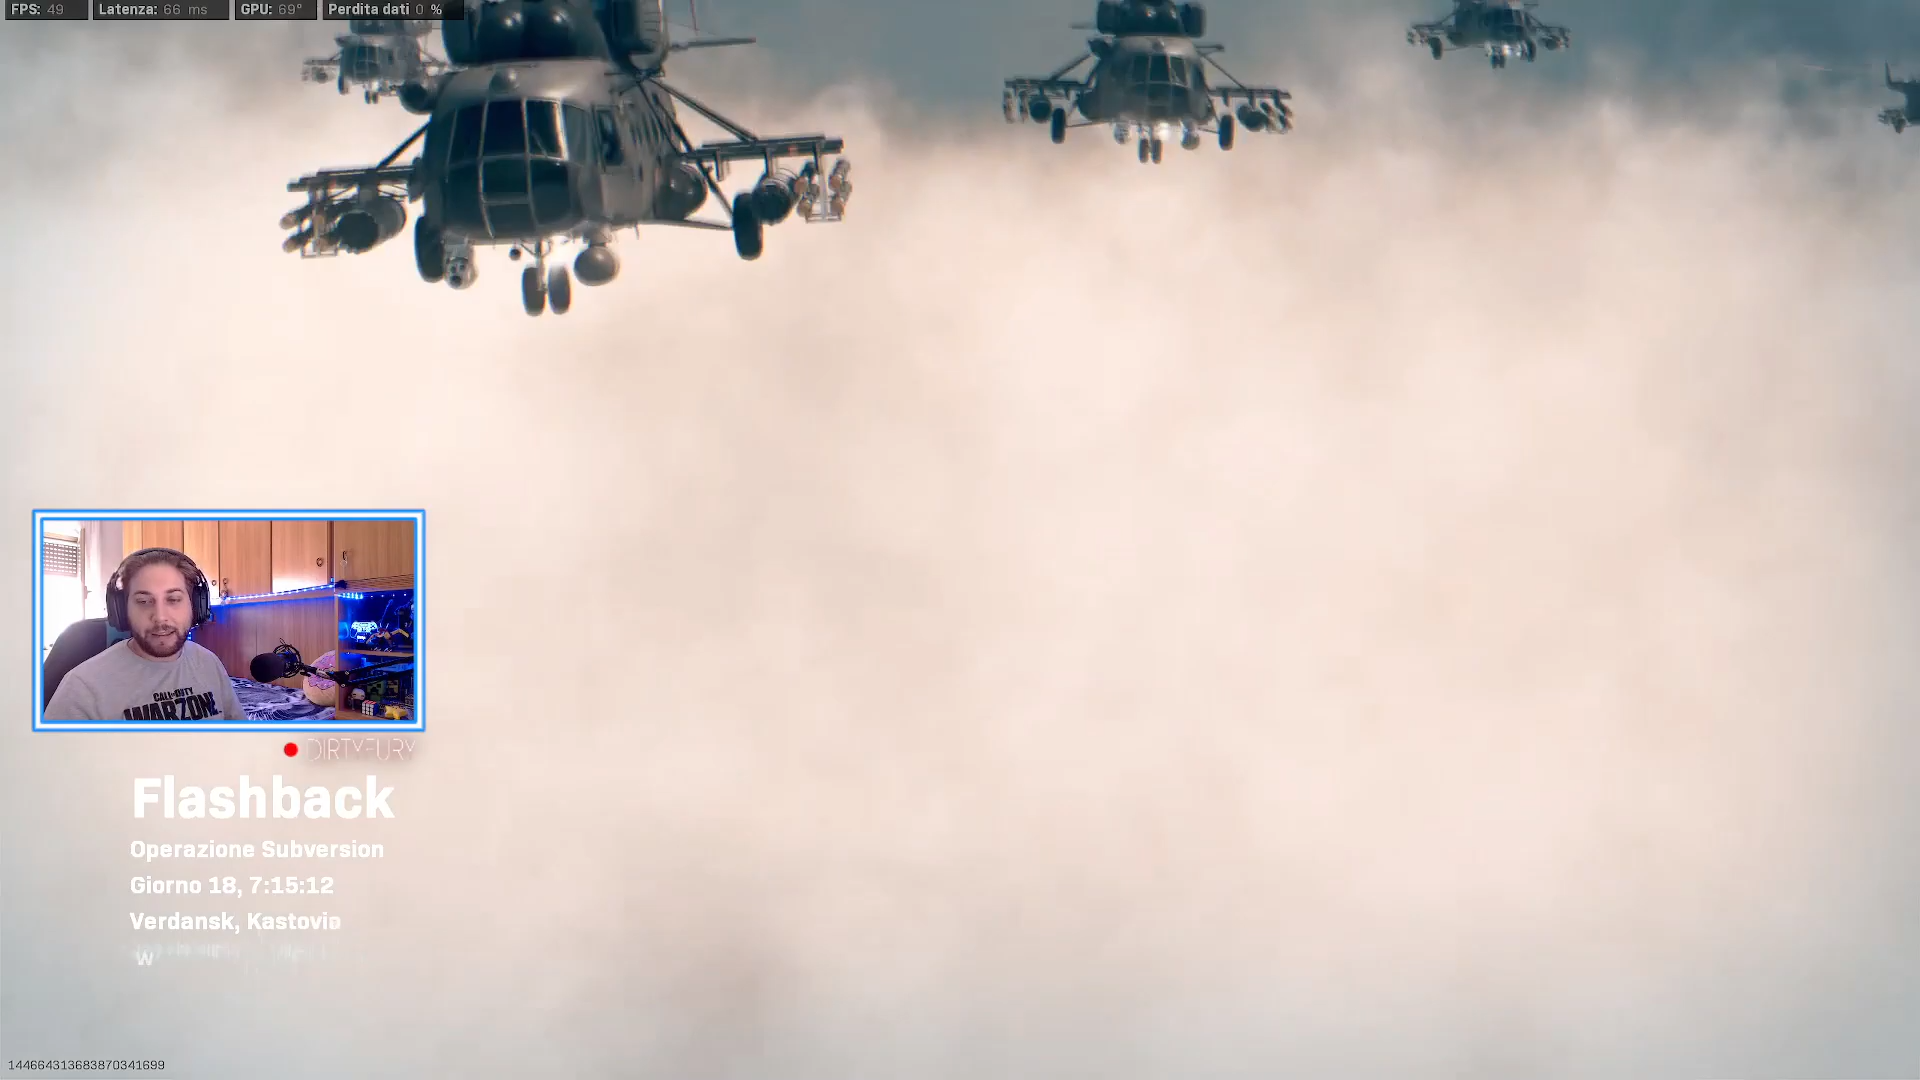 FPS: 49 Latenza: 66 ms GPU: 69° Perdita dati 0 %
CALL OF DUTY
WARZONE
DIRTYFURY
Flashback
Operazione Subversion
Giorno 18, 7:15:12
Verdansk, Kastovia
W
144664313683870341699